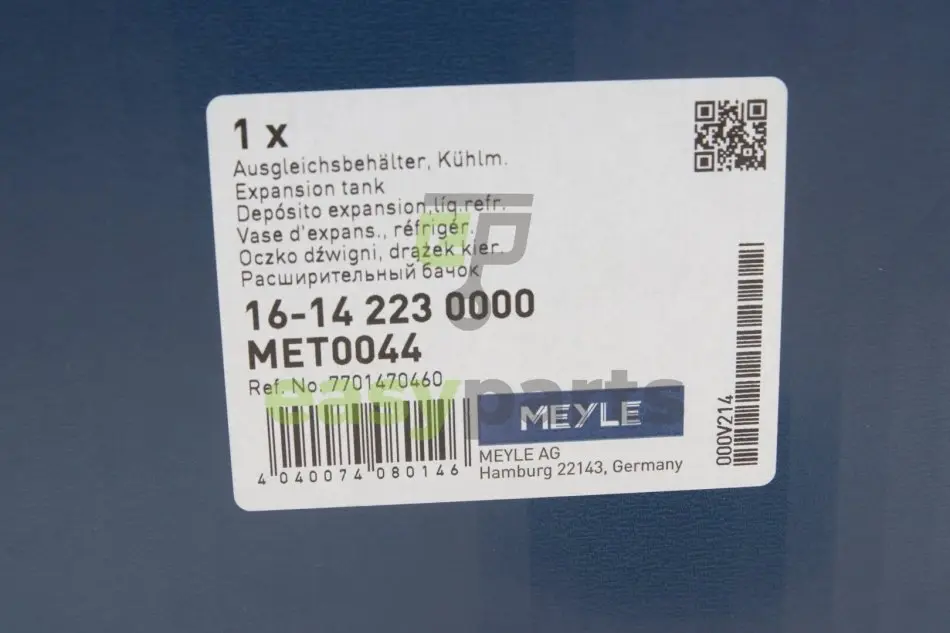 1 x
Ausgleichsbehälter, Kühlm.
Expansion tank
Depósito expansion,líq.refr.
Vase d'expans., réfrigér.
Oczko dźwigni, drążek kier.
Расширительный бачок
16-14 223 0000
MET0044
Ref. No. 7701470460
easyparts
MEYLE
MEYLE AG
Hamburg 22143, Germany
4 040074 080146
000V214